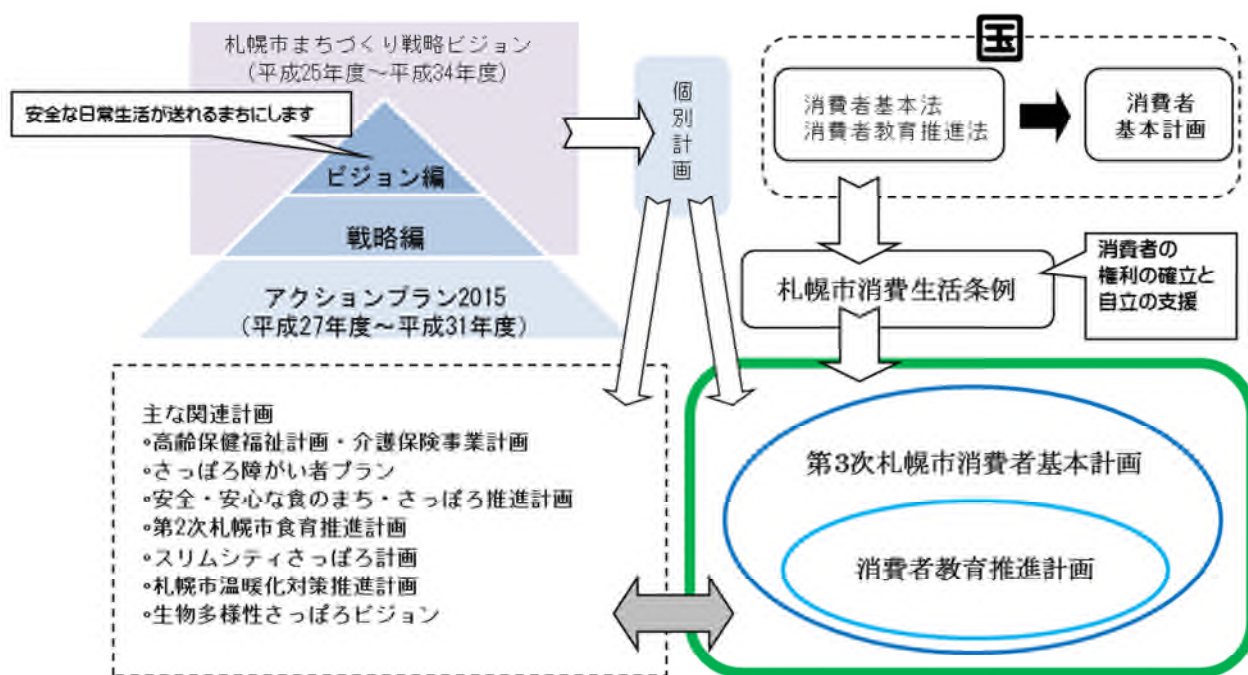 札幌市まちづくり戦略ビジョン
(平成25年度～平成34年度)
安全な日常生活が送れるまちにします
ビジョン編
戦略編
アクションプラン2015
(平成27年度～平成31年度)
個別計画
国
消費者基本法
消費者教育推進法
消費者
基本計画
札幌市消費生活条例
消費者の
権利の確立と
自立の支援
主な関連計画
•高齢保健福祉計画・介護保険事業計画
•さっぽろ障がい者プラン
•安全・安心な食のまち・さっぽろ推進計画
•第2次札幌市食育推進計画
•スリムシティさっぽろ計画
•札幌市温暖化対策推進計画
•生物多様性さっぽろビジョン
第3次札幌市消費者基本計画
消費者教育推進計画